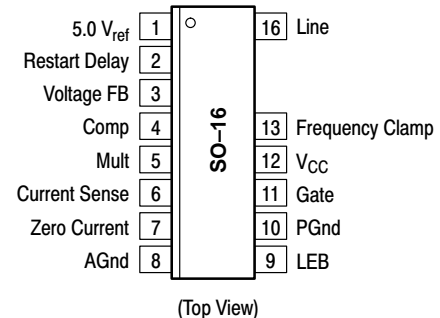 5.0 Vref 1 16 Line
Restart Delay 2
Voltage FB 3
Comp 4 13 Frequency Clamp
Mult 5 12 VCC
Current Sense 6 11 Gate
Zero Current 7 10 PGnd
AGnd 8 9 LEB
SO–16
(Top View)